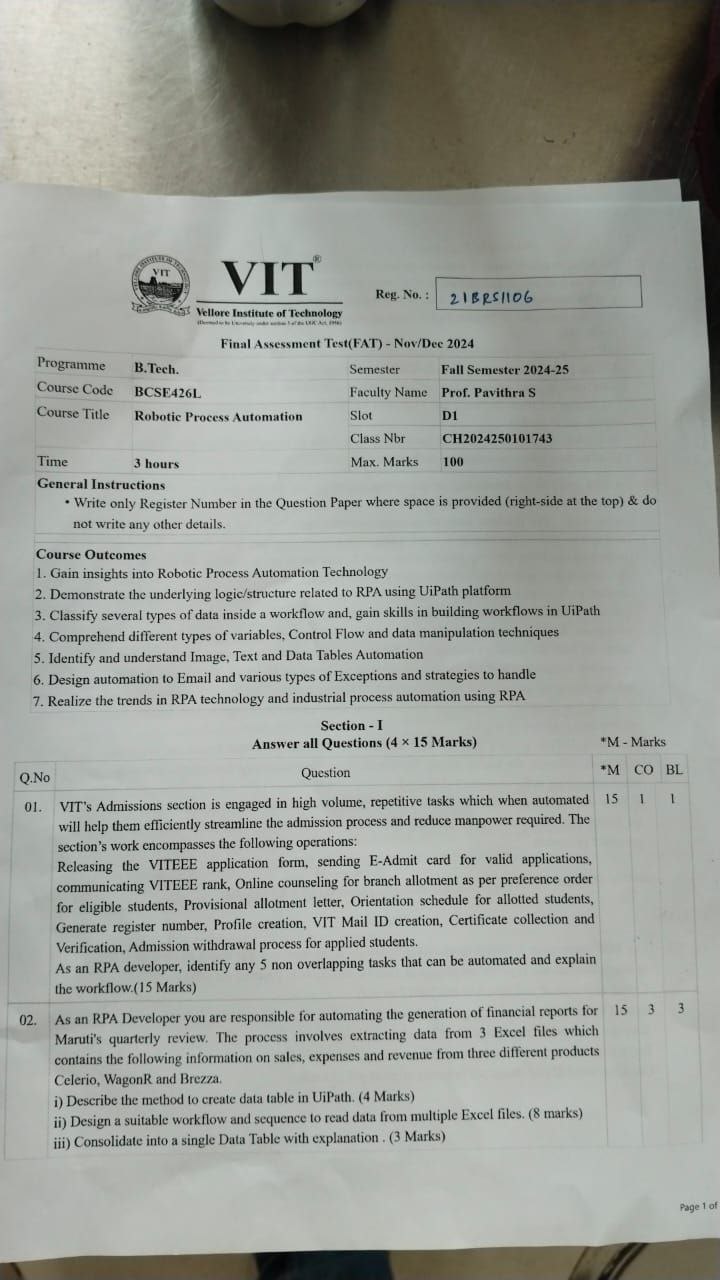 VIT®
VIT
Vellore Institute of Technology
(Deemed to be University under section 3 of the UGC Act, 1956)
Reg. No. : 21BRS1106
Final Assessment Test(FAT) - Nov/Dec 2024
Programme B.Tech. Semester Fall Semester 2024-25
Course Code BCSE426L Faculty Name Prof. Pavithra S
Course Title Robotic Process Automation Slot D1
Class Nbr CH2024250101743
Time 3 hours Max. Marks 100
General Instructions
• Write only Register Number in the Question Paper where space is provided (right-side at the top) & do
not write any other details.
Course Outcomes
1. Gain insights into Robotic Process Automation Technology
2. Demonstrate the underlying logic/structure related to RPA using UiPath platform
3. Classify several types of data inside a workflow and, gain skills in building workflows in UiPath
4. Comprehend different types of variables, Control Flow and data manipulation techniques
5. Identify and understand Image, Text and Data Tables Automation
6. Design automation to Email and various types of Exceptions and strategies to handle
7. Realize the trends in RPA technology and industrial process automation using RPA
Section - I
Answer all Questions (4 × 15 Marks) *M - Marks
Q.No Question *M CO BL
01. VIT's Admissions section is engaged in high volume, repetitive tasks which when automated 15 1 1
will help them efficiently streamline the admission process and reduce manpower required. The
section's work encompasses the following operations:
Releasing the VITEEE application form, sending E-Admit card for valid applications,
communicating VITEEE rank, Online counseling for branch allotment as per preference order
for eligible students, Provisional allotment letter, Orientation schedule for allotted students,
Generate register number, Profile creation, VIT Mail ID creation, Certificate collection and
Verification, Admission withdrawal process for applied students.
As an RPA developer, identify any 5 non overlapping tasks that can be automated and explain
the workflow.(15 Marks)
02. As an RPA Developer you are responsible for automating the generation of financial reports for 15 3 3
Maruti's quarterly review. The process involves extracting data from 3 Excel files which
contains the following information on sales, expenses and revenue from three different products
Celerio, WagonR and Brezza.
i) Describe the method to create data table in UiPath. (4 Marks)
ii) Design a suitable workflow and sequence to read data from multiple Excel files. (8 marks)
iii) Consolidate into a single Data Table with explanation . (3 Marks)
Page 1 of